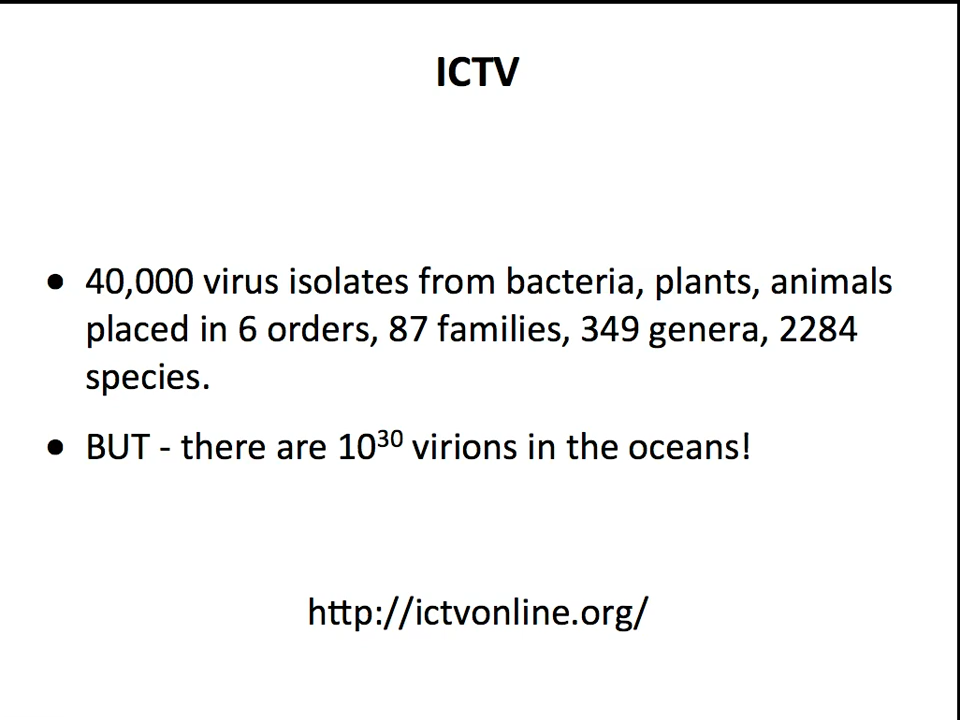 ICTV
• 40,000 virus isolates from bacteria, plants, animals
placed in 6 orders, 87 families, 349 genera, 2284
species.
• BUT - there are 10³⁰ virions in the oceans!
http://ictvonline.org/